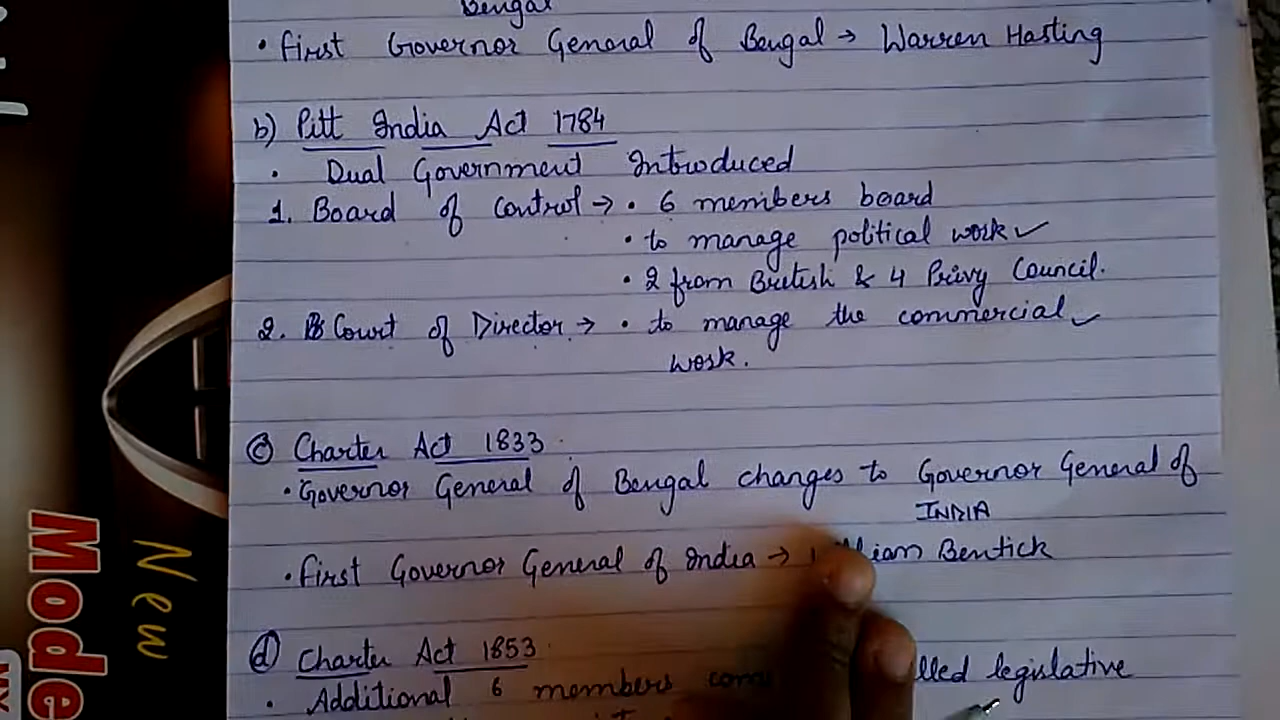 Bengal
• First Governor General of Bengal → Warren Hasting
b) Pitt India Act 1784
• Dual Government Introduced
1. Board of Control → • 6 members board
• to manage political work ✓
• 2 from British & 4 Privy Council.
2. Court of Director → • to manage the commercial ✓
work.
c) Charter Act 1833
• Governor General of Bengal changes to Governor General of
INDIA
• First Governor General of India → Bentick
d) Charter Act 1853
• Additional 6 members legislative
New
Mode